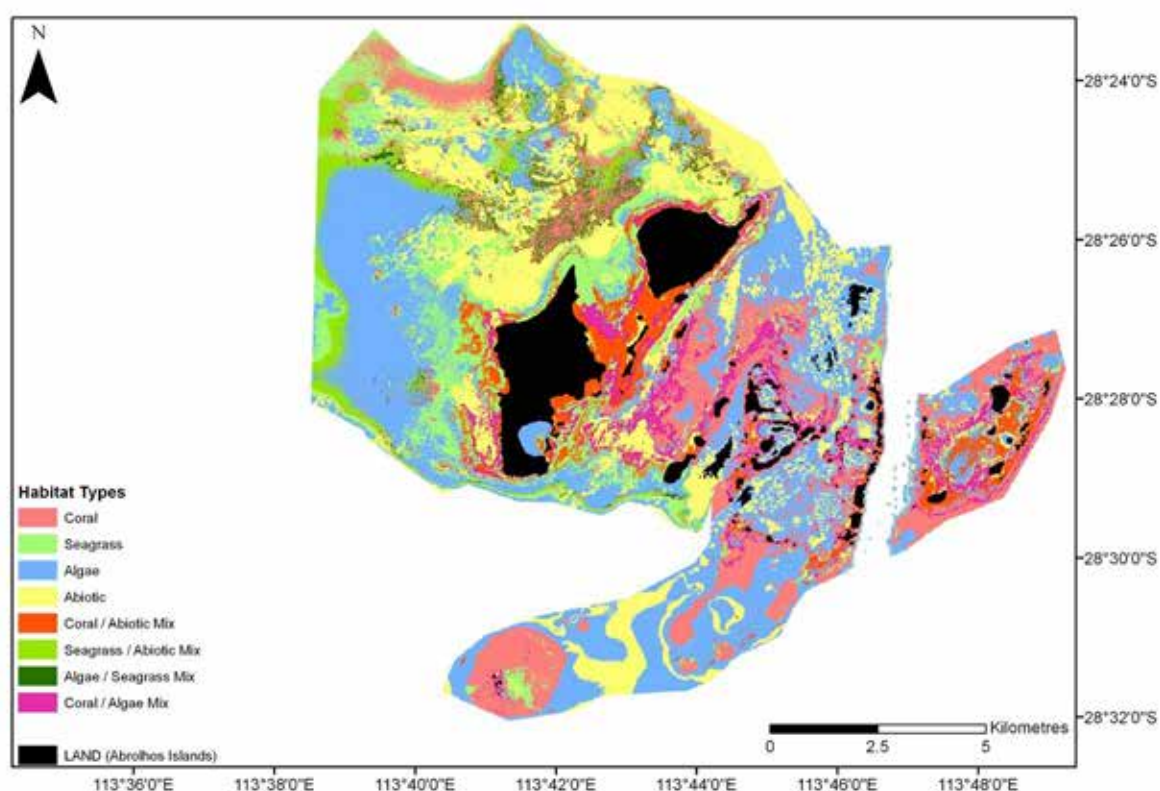 N
28°24'0"S
28°26'0"S
28°28'0"S
28°30'0"S
28°32'0"S
Habitat Types
Coral
Seagrass
Algae
Abiotic
Coral / Abiotic Mix
Seagrass / Abiotic Mix
Algae / Seagrass Mix
Coral / Algae Mix
LAND (Abrolhos Islands)
Kilometres
0 2.5 5
113°36'0"E 113°38'0"E 113°40'0"E 113°42'0"E 113°44'0"E 113°46'0"E 113°48'0"E